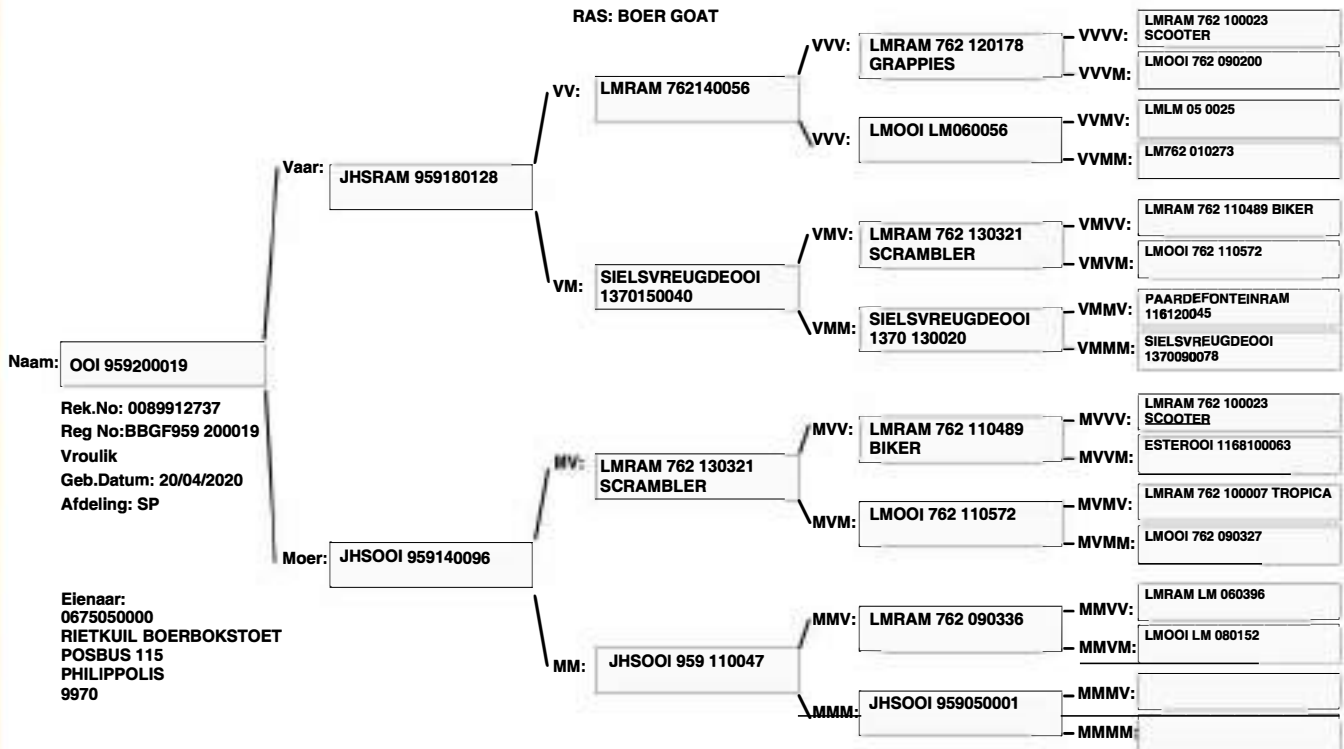 RAS: BOER GOAT
Naam: OOI 959200019
Rek.No: 0089912737
Reg No:BBGF959 200019
Vroulik
Geb.Datum: 20/04/2020
Afdeling: SP
Eienaar:
0675050000
RIETKUIL BOERBOKSTOET
POSBUS 115
PHILIPPOLIS
9970
Vaar: JHSRAM 959180128
Moer: JHSOOI 959140096
VV: LMRAM 762140056
VM: SIELSVREUGDEOOI
1370150040
MV: LMRAM 762 130321
SCRAMBLER
MM: JHSOOI 959 110047
VVV: LMRAM 762 120178
GRAPPIES
VVV: LMOOI LM060056
VMV: LMRAM 762 130321
SCRAMBLER
VMM: SIELSVREUGDEOOI
1370 130020
MVV: LMRAM 762 110489
BIKER
MVM: LMOOI 762 110572
MMV: LMRAM 762 090336
MMM: JHSOOI 959050001
VVVV: LMRAM 762 100023
SCOOTER
VVVM: LMOOI 762 090200
VVMV: LMLM 05 0025
VVMM: LM762 010273
VMVV: LMRAM 762 110489 BIKER
VMVM: LMOOI 762 110572
VMMV: PAARDEFONTEINRAM
116120045
VMMM: SIELSVREUGDEOOI
1370090078
MVVV: LMRAM 762 100023
SCOOTER
MVVM: ESTEROOI 1168100063
MVMV: LMRAM 762 100007 TROPICA
MVMM: LMOOI 762 090327
MMVV: LMRAM LM 060396
MMVM: LMOOI LM 080152
MMMV:
MMMM: